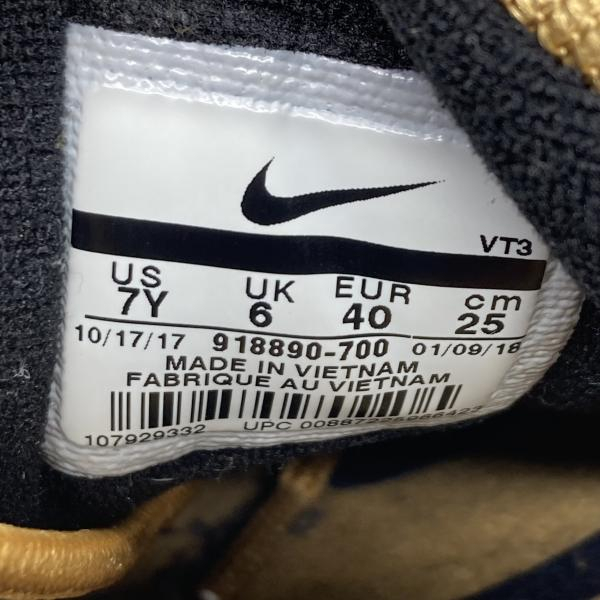 VT3
US UK EUR cm
7Y 6 40 25
10/17/17 918890-700 01/09/18
MADE IN VIETNAM
FABRIQUE AU VIETNAM
107929332 UPC